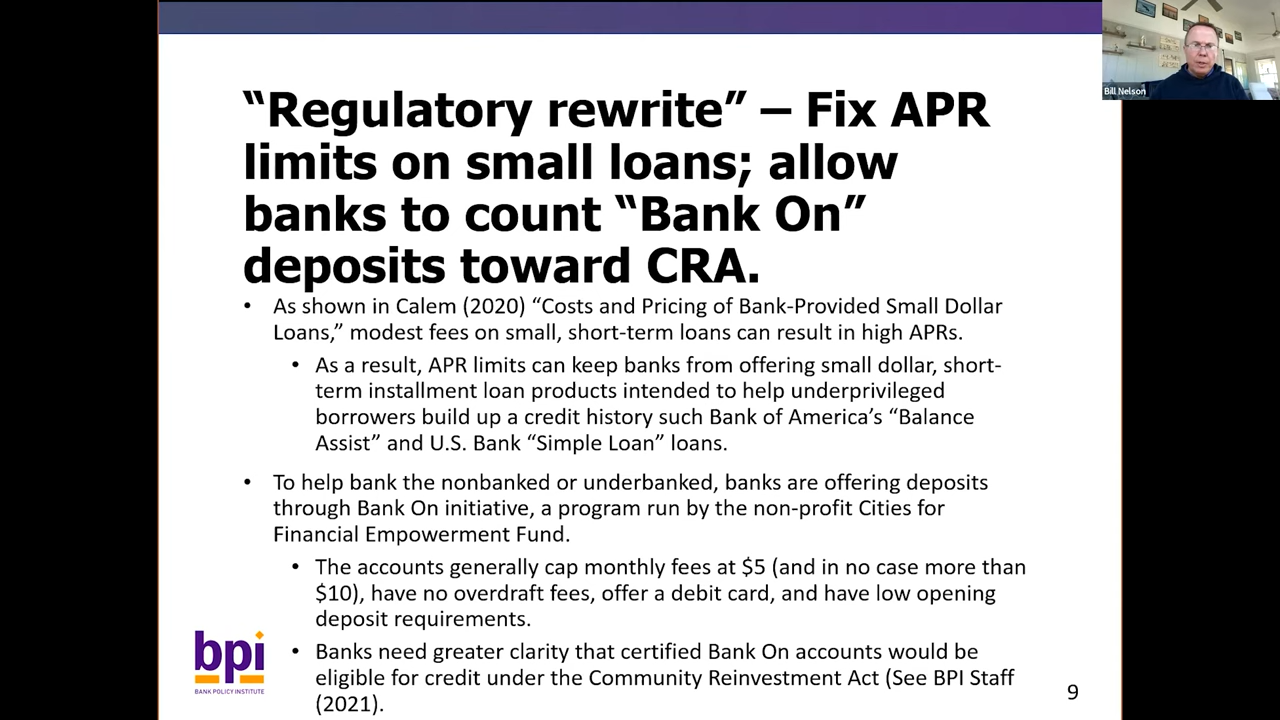 Bill Nelson
“Regulatory rewrite” – Fix APR
limits on small loans; allow
banks to count “Bank On”
deposits toward CRA.
• As shown in Calem (2020) “Costs and Pricing of Bank-Provided Small Dollar
Loans,” modest fees on small, short-term loans can result in high APRs.
• As a result, APR limits can keep banks from offering small dollar, short-
term installment loan products intended to help underprivileged
borrowers build up a credit history such Bank of America’s “Balance
Assist” and U.S. Bank “Simple Loan” loans.
• To help bank the nonbanked or underbanked, banks are offering deposits
through Bank On initiative, a program run by the non-profit Cities for
Financial Empowerment Fund.
• The accounts generally cap monthly fees at $5 (and in no case more than
$10), have no overdraft fees, offer a debit card, and have low opening
deposit requirements.
• Banks need greater clarity that certified Bank On accounts would be
eligible for credit under the Community Reinvestment Act (See BPI Staff
(2021).
bpi
BANK POLICY INSTITUTE
9